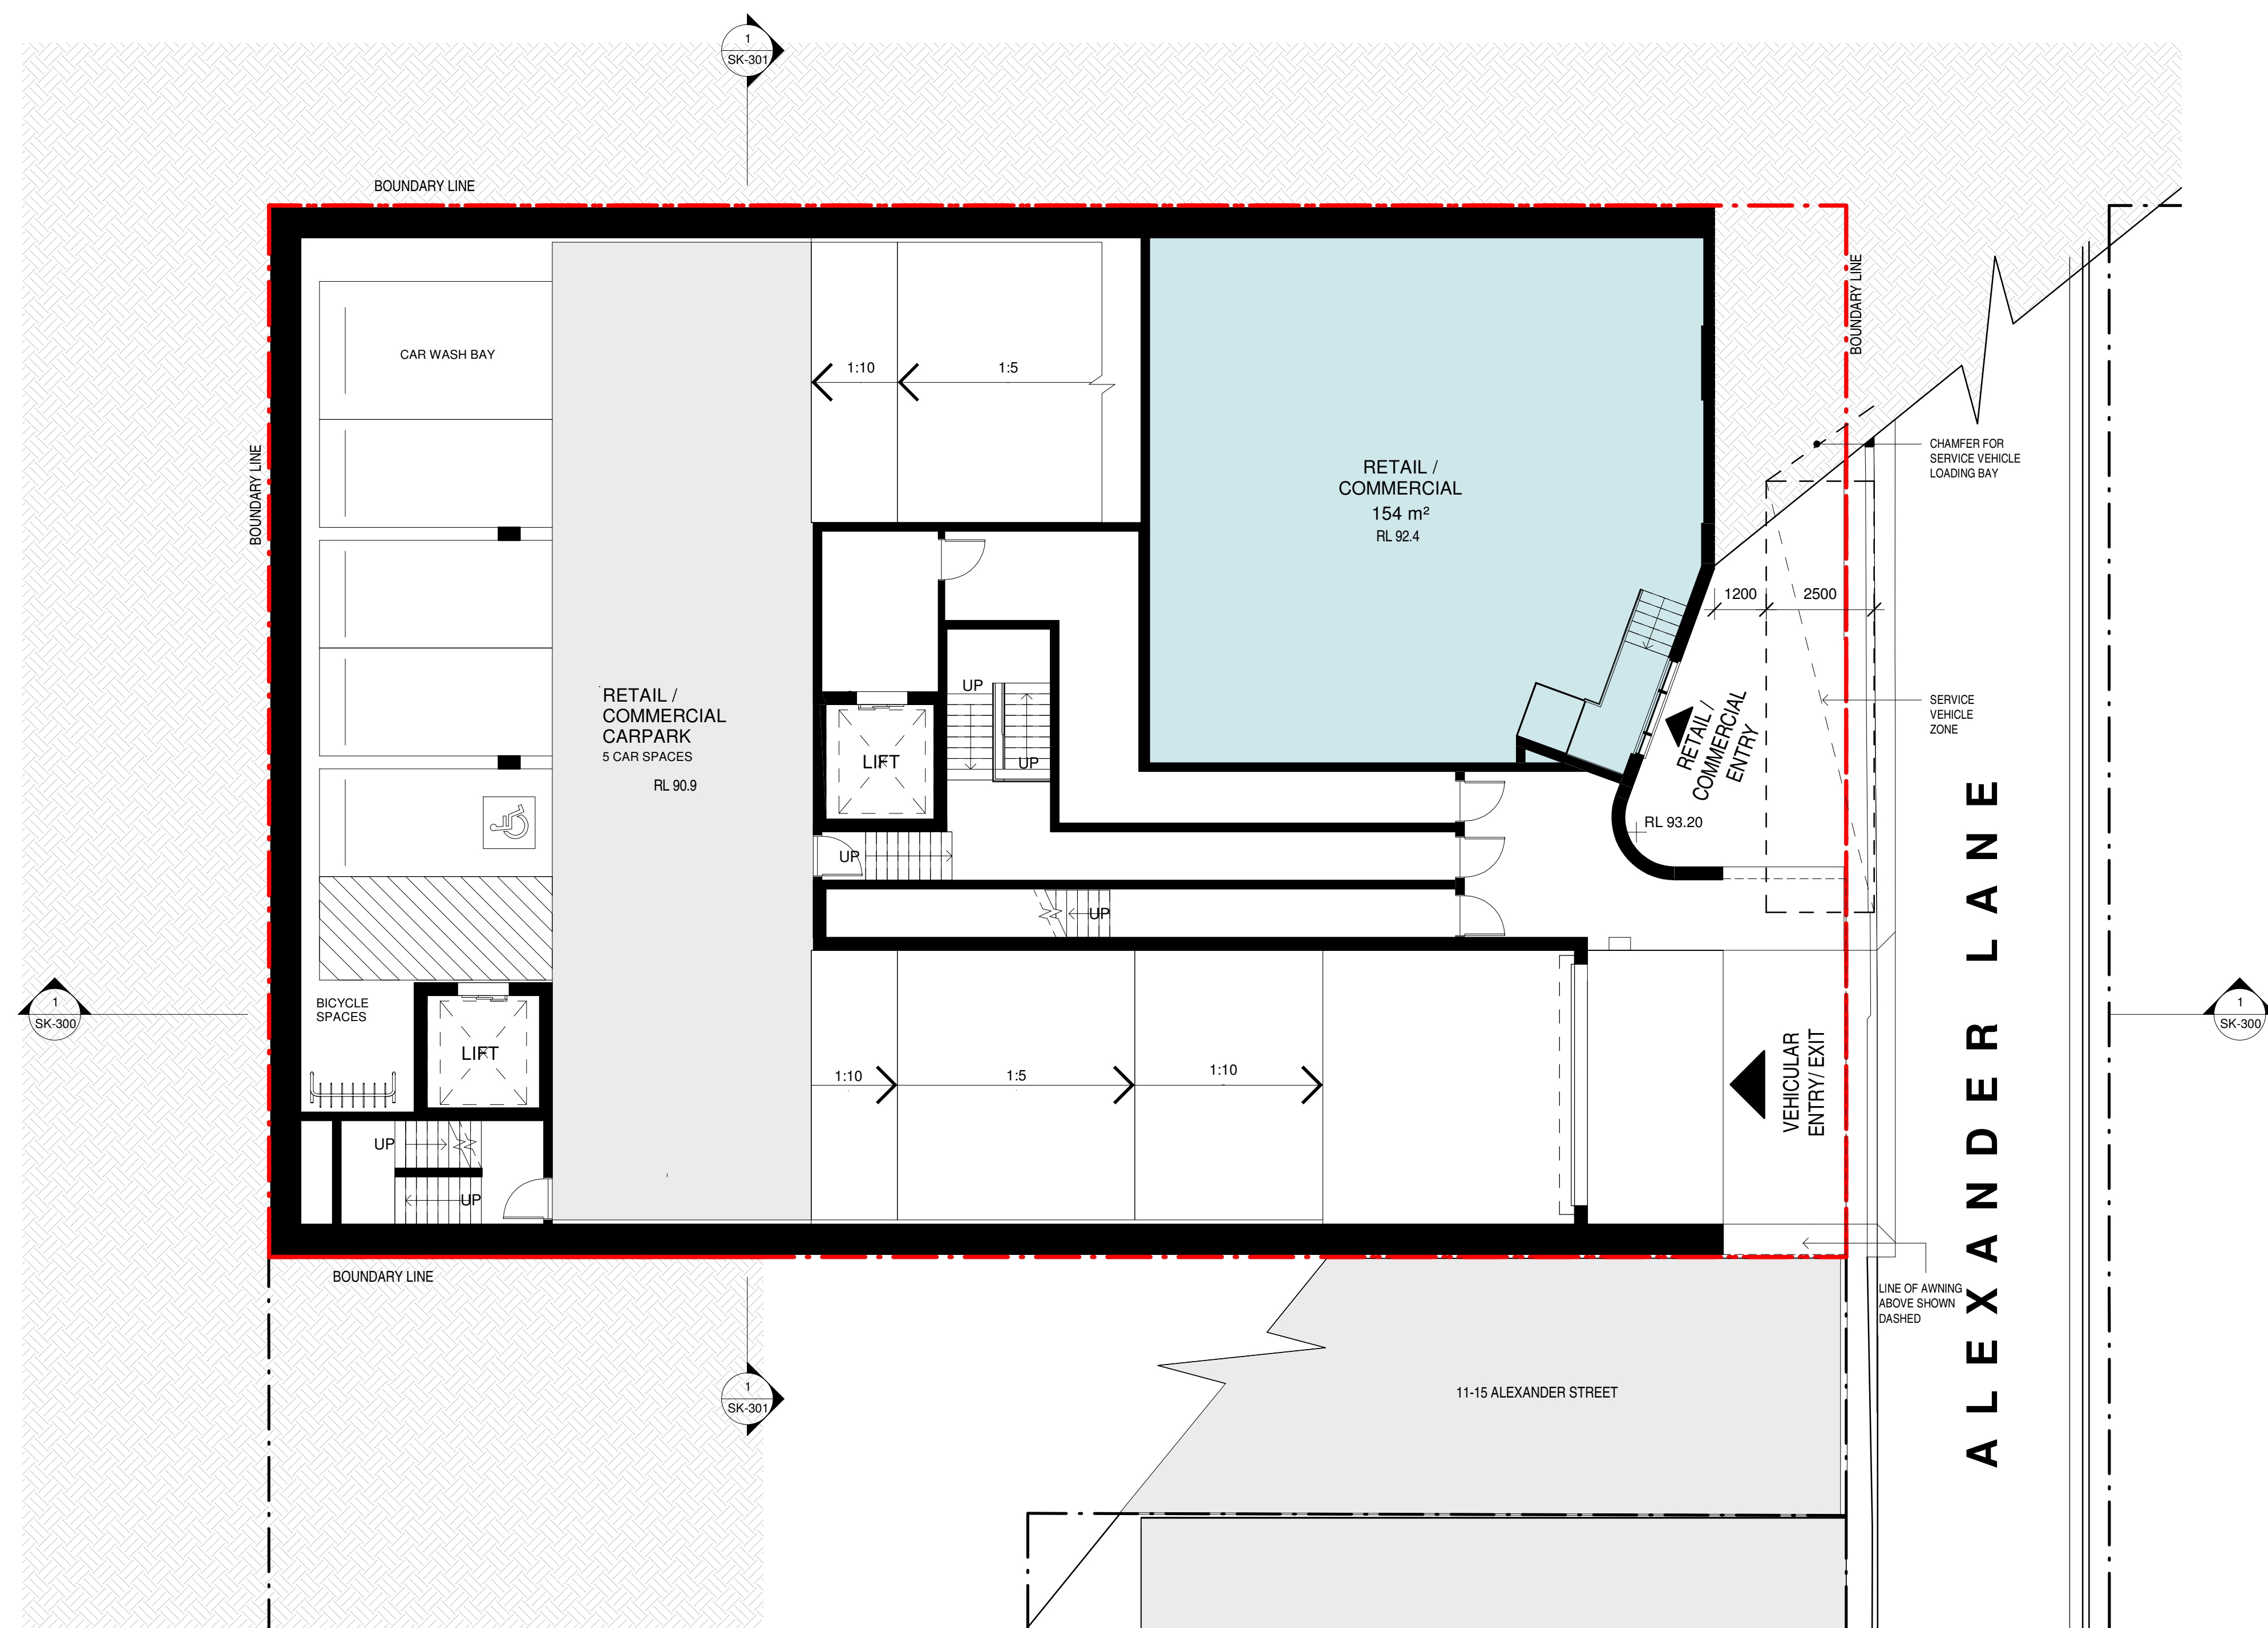 1
SK-301
BOUNDARY LINE
BOUNDARY LINE
BOUNDARY LINE
CAR WASH BAY
1:10
1:5
RETAIL /
COMMERCIAL
154 m²
RL 92.4
CHAMFER FOR
SERVICE VEHICLE
LOADING BAY
1200
2500
RETAIL /
COMMERCIAL
CARPARK
5 CAR SPACES
RL 90.9
UP
UP
LIFT
RETAIL /
COMMERCIAL
ENTRY
SERVICE
VEHICLE
ZONE
RL 93.20
UP
UP
ALEXANDER LANE
1
SK-300
BICYCLE
SPACES
LIFT
1:10
1:5
1:10
VEHICULAR
ENTRY/ EXIT
1
SK-300
UP
UP
BOUNDARY LINE
LINE OF AWNING
ABOVE SHOWN
DASHED
1
SK-301
11-15 ALEXANDER STREET